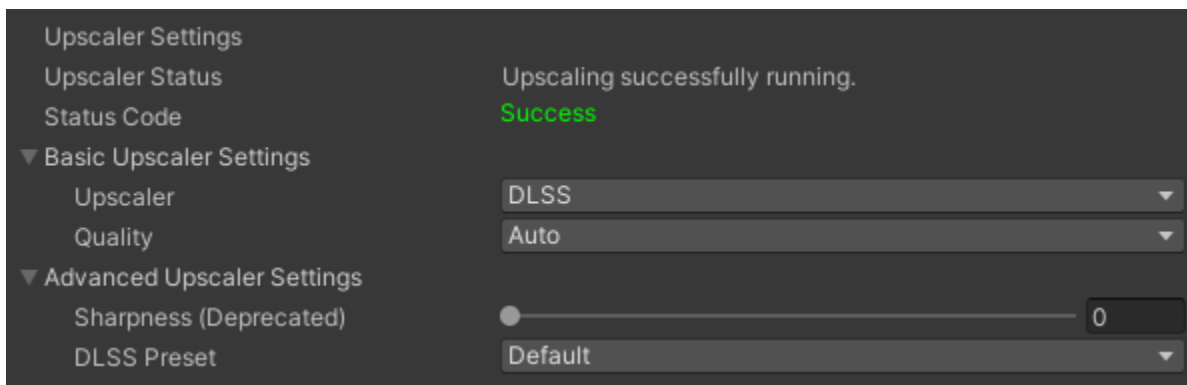 Upscaler Settings
Upscaler Status Upscaling successfully running.
Status Code Success
Basic Upscaler Settings
Upscaler DLSS
Quality Auto
Advanced Upscaler Settings
Sharpness (Deprecated) 0
DLSS Preset Default